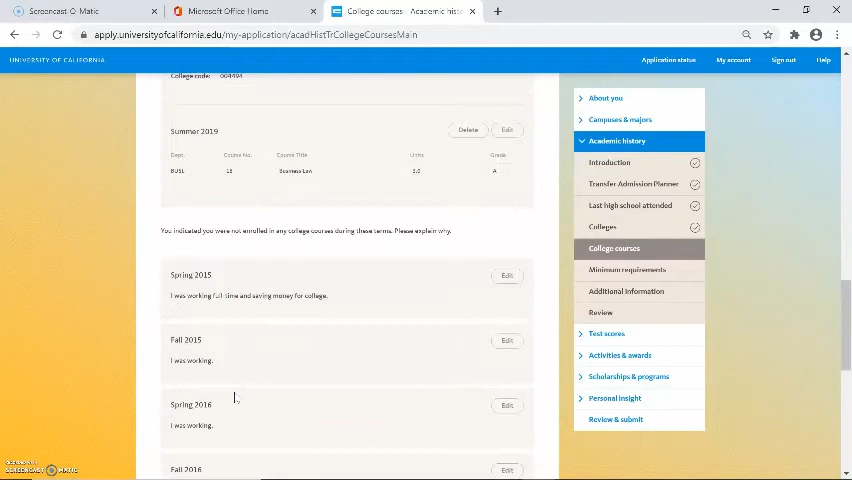 Screencast-O-Matic
Microsoft Office Home
College courses - Academic histo
apply.universityofcalifornia.edu/my-application/acadHistTrCollegeCoursesMain
UNIVERSITY OF CALIFORNIA
Application status
My account
Sign out
Help
College code: 004494
Summer 2019
Delete
Edit
Dept. Course No. Course Title Units Grade
BUSL 18 Business Law 3.0 A
You indicated you were not enrolled in any college courses during these terms. Please explain why.
Spring 2015
Edit
I was working full-time and saving money for college.
Fall 2015
Edit
I was working.
Spring 2016
Edit
I was working.
Fall 2016
Edit
About you
Campuses & majors
Academic history
Introduction
Transfer Admission Planner
Last high school attended
Colleges
College courses
Minimum requirements
Additional information
Review
Test scores
Activities & awards
Scholarships & programs
Personal insight
Review & submit
RECORDED WITH
SCREENCAST MATIC